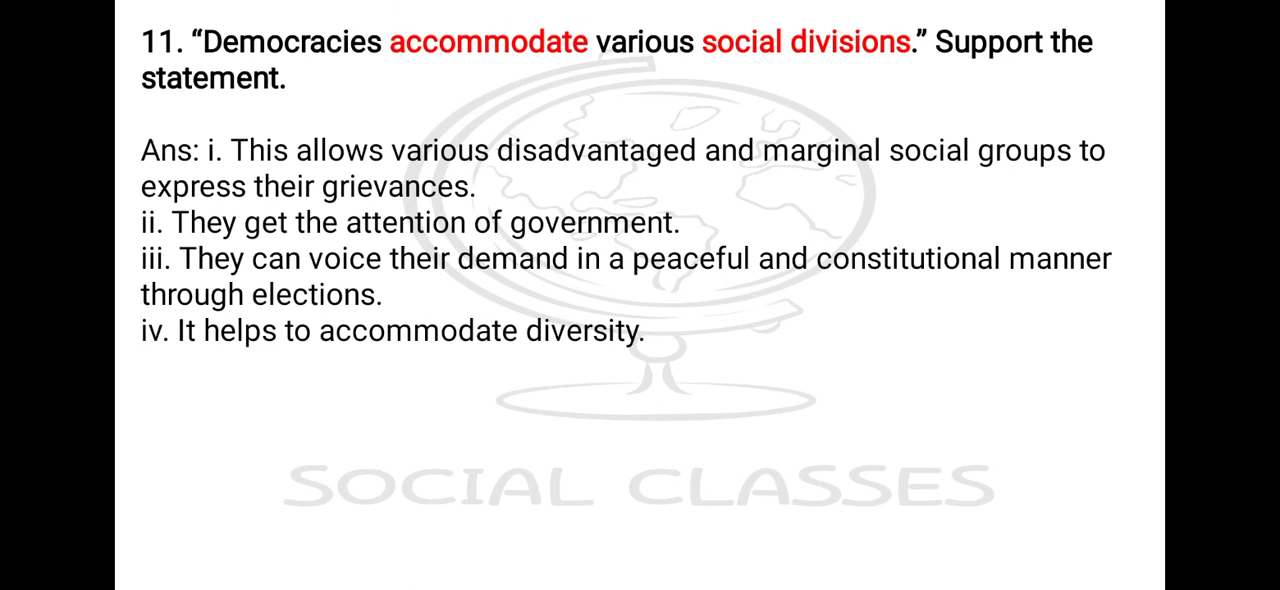 11. “Democracies accommodate various social divisions.” Support the
statement.
Ans: i. This allows various disadvantaged and marginal social groups to
express their grievances.
ii. They get the attention of government.
iii. They can voice their demand in a peaceful and constitutional manner
through elections.
iv. It helps to accommodate diversity.
SOCIAL CLASSES